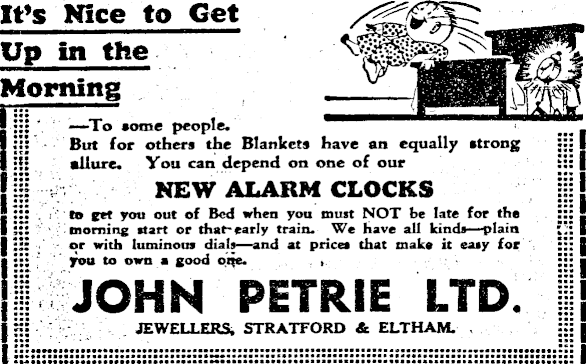 It's Nice to Get
Up in the
Morning
—To some people.
But for others the Blankets have an equally strong
allure. You can depend on one of our
NEW ALARM CLOCKS
to get you out of Bed when you must NOT be late for the
morning start or that early train. We have all kinds—plain
or with luminous dials—and at prices that make it easy for
you to own a good one.
JOHN PETRIE LTD.
JEWELLERS, STRATFORD & ELTHAM.